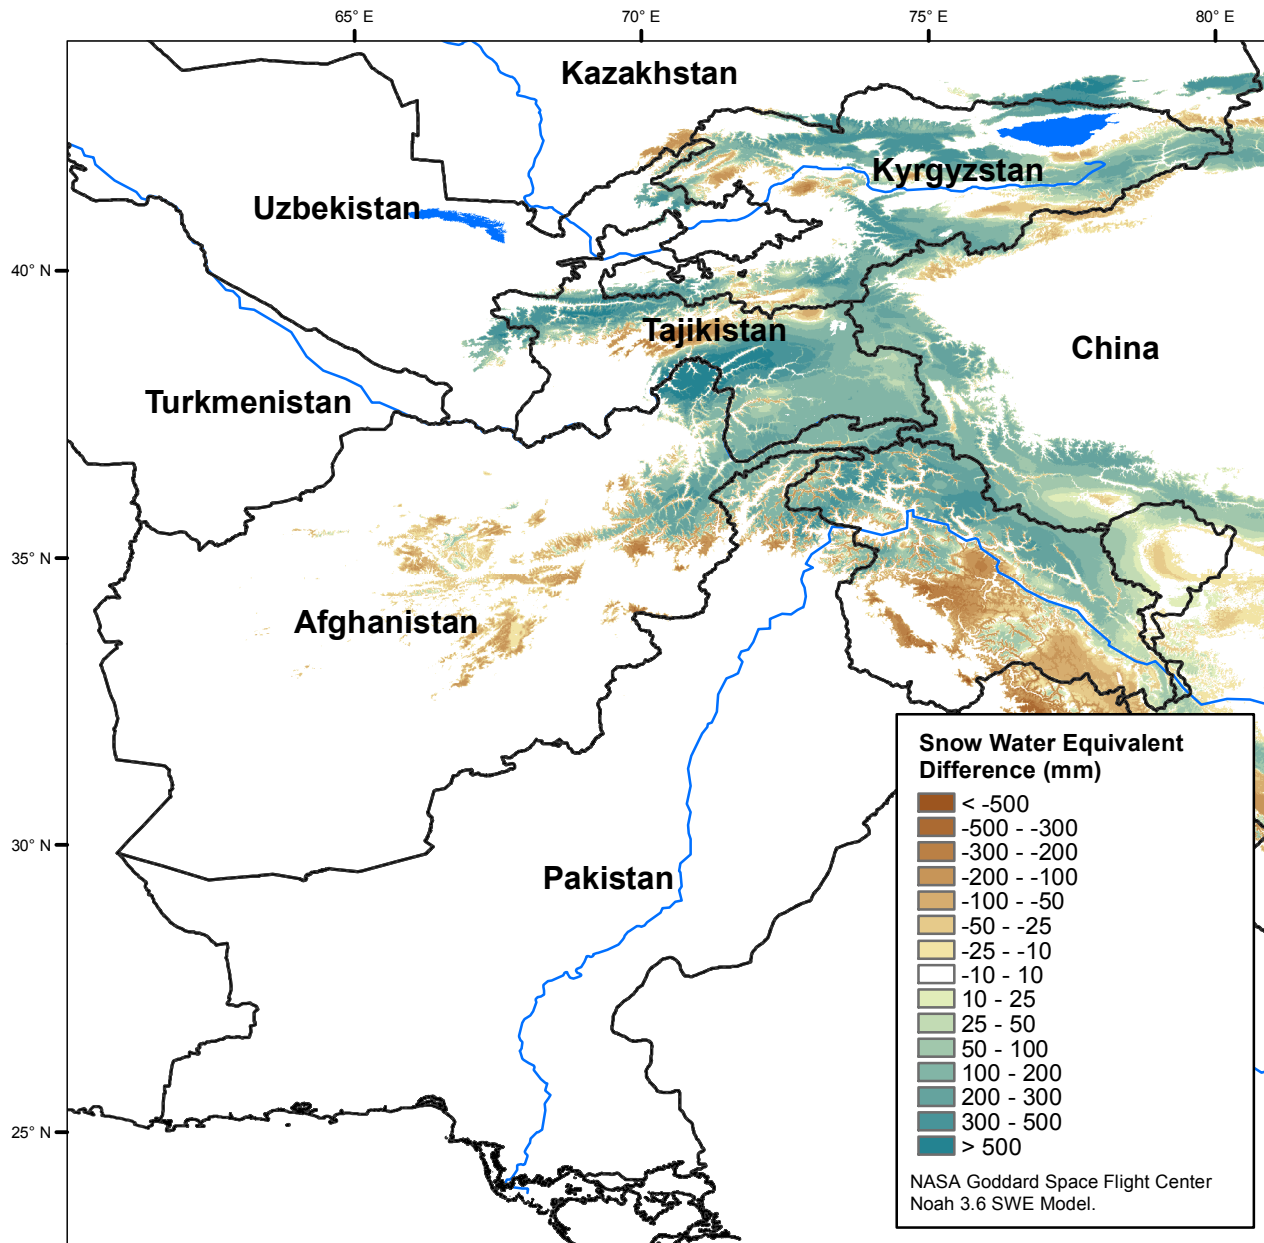 65° E
70° E
75° E
80° E
Kazakhstan
Kyrgyzstan
Uzbekistan
40° N
Tajikistan
China
Turkmenistan
35° N
Afghanistan
Snow Water Equivalent
Difference (mm)
< -500
-500 - -300
-300 - -200
-200 - -100
-100 - -50
-50 - -25
-25 - -10
-10 - 10
10 - 25
25 - 50
50 - 100
100 - 200
200 - 300
300 - 500
> 500
30° N
Pakistan
25° N
NASA Goddard Space Flight Center
Noah 3.6 SWE Model.